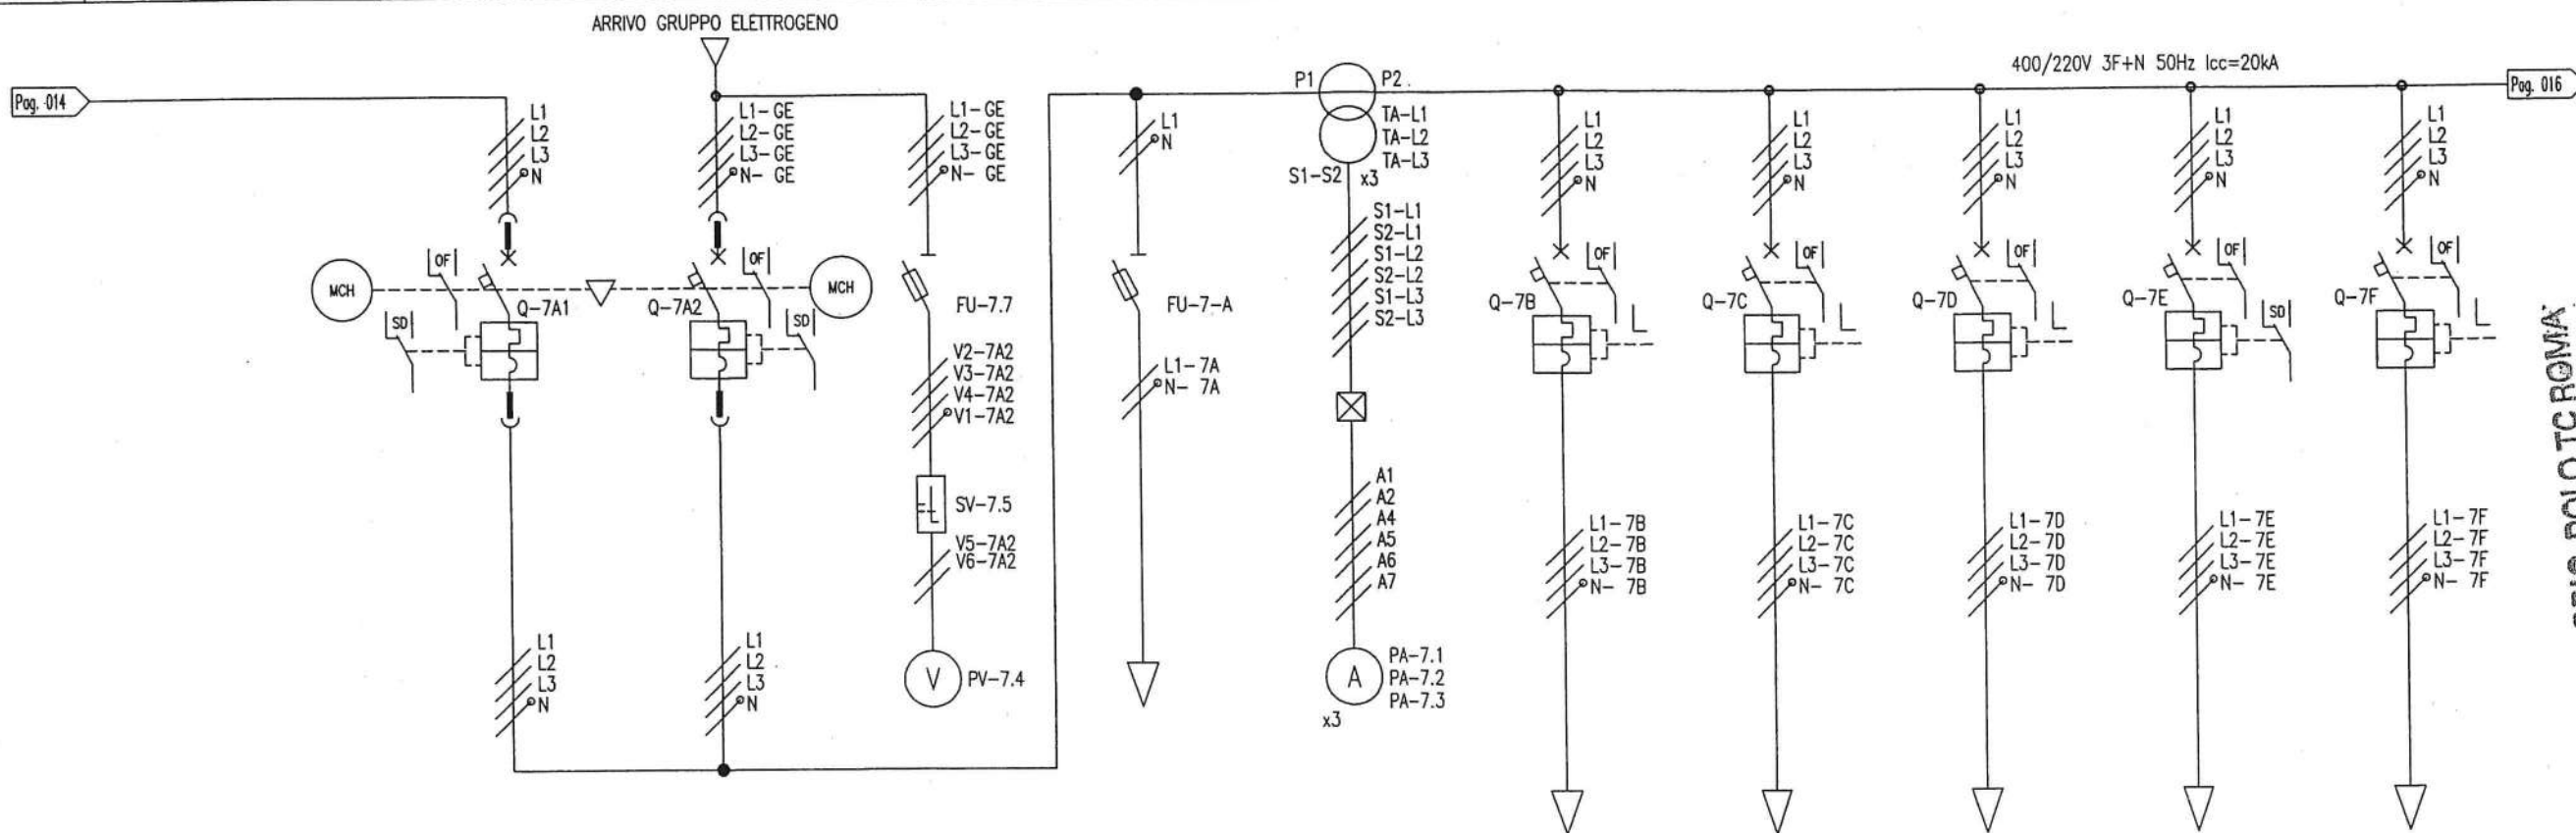 ARRIVO GRUPPO ELETTROGENO
400/220V 3F+N 50Hz Icc=20kA
Pag. 014
Pag. 016
L1
L2
L3
N
L1-GE
L2-GE
L3-GE
N- GE
L1-GE
L2-GE
L3-GE
N- GE
L1
N
P1
P2
TA-L1
TA-L2
TA-L3
S1-S2
x3
S1-L1
S2-L1
S1-L2
S2-L2
S1-L3
S2-L3
L1
L2
L3
N
L1
L2
L3
N
L1
L2
L3
N
L1
L2
L3
N
L1
L2
L3
N
MCH
OF
Q-7A1
SD
Q-7A2
OF
MCH
SD
FU-7.7
FU-7-A
Q-7B
OF
Q-7C
OF
Q-7D
OF
Q-7E
OF
SD
Q-7F
OF
V2-7A2
V3-7A2
V4-7A2
V1-7A2
L1-7A
N- 7A
SV-7.5
V5-7A2
V6-7A2
A1
A2
A4
A5
A6
A7
L1-7B
L2-7B
L3-7B
N- 7B
L1-7C
L2-7C
L3-7C
N- 7C
L1-7D
L2-7D
L3-7D
N- 7D
L1-7E
L2-7E
L3-7E
N- 7E
L1-7F
L2-7F
L3-7F
N- 7F
L1
L2
L3
N
L1
L2
L3
N
V
PV-7.4
A
PA-7.1
PA-7.2
PA-7.3
x3
POLO TC ROMA